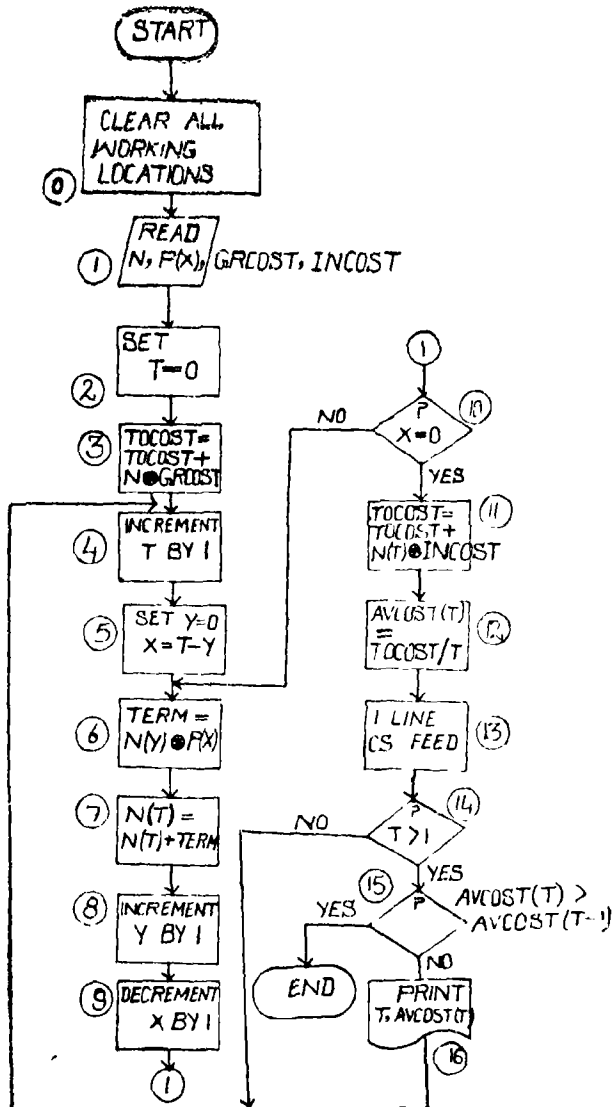 START
CLEAR ALL
WORKING
LOCATIONS
0
READ
N, P(X), GRCOST, INCOST
1
SET
T=0
2
TOCOST=
TOCOST+
N⊛GRCOST
3
INCREMENT
T BY 1
4
SET Y=0
X=T-Y
5
TERM=
N(Y)⊛P(X)
6
N(T)=
N(T)+TERM
7
INCREMENT
Y BY 1
8
DECREMENT
X BY 1
9
1
1
?
X=0
10
NO
YES
TOCOST=
TOCOST+
N(T)⊛INCOST
11
AVCOST(T)
=
TOCOST/T
12
1 LINE
CS FEED
13
?
T>1
14
NO
YES
15
?
AVCOST(T)>
AVCOST(T-1)
YES
NO
END
PRINT
T, AVCOST(T)
16